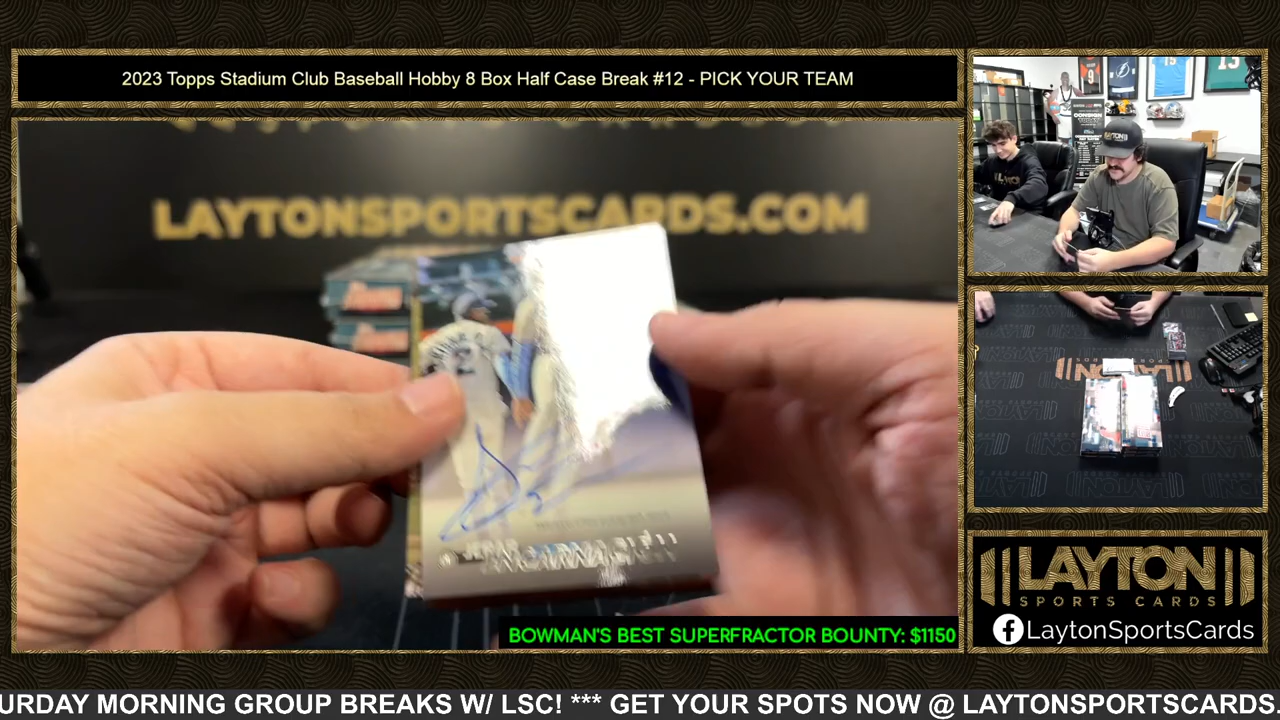 2023 Topps Stadium Club Baseball Hobby 8 Box Half Case Break #12 - PICK YOUR TEAM
LAYTONSPORTSCARDS.COM
BOWMAN'S BEST SUPERFRACTOR BOUNTY: $1150
LAYTON
SPORTS CARDS
LaytonSportsCards
URDAY MORNING GROUP BREAKS W/ LSC! *** GET YOUR SPOTS NOW @ LAYTONSPORTSCARDS.